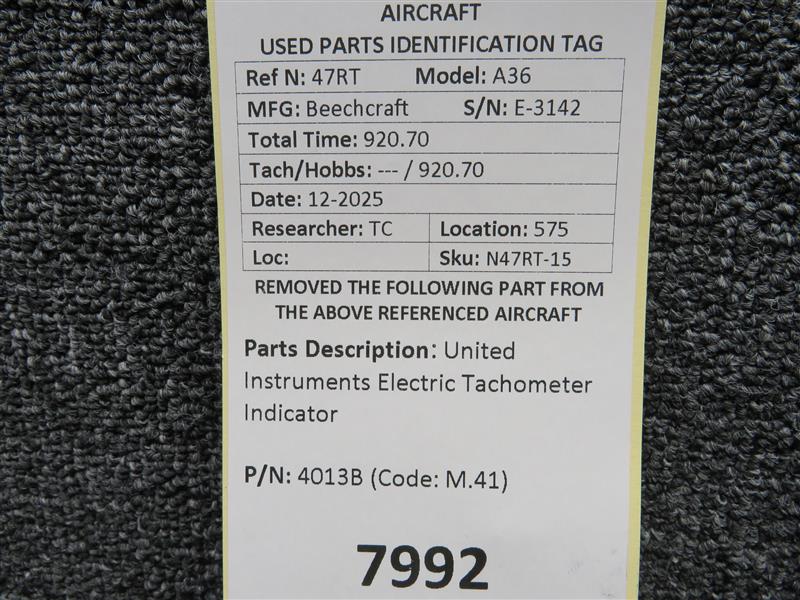 AIRCRAFT
USED PARTS IDENTIFICATION TAG
Ref N: 47RT Model: A36
MFG: Beechcraft S/N: E-3142
Total Time: 920.70
Tach/Hobbs: --- / 920.70
Date: 12-2025
Researcher: TC Location: 575
Loc: Sku: N47RT-15
REMOVED THE FOLLOWING PART FROM
THE ABOVE REFERENCED AIRCRAFT
Parts Description: United
Instruments Electric Tachometer
Indicator
P/N: 4013B (Code: M.41)
7992